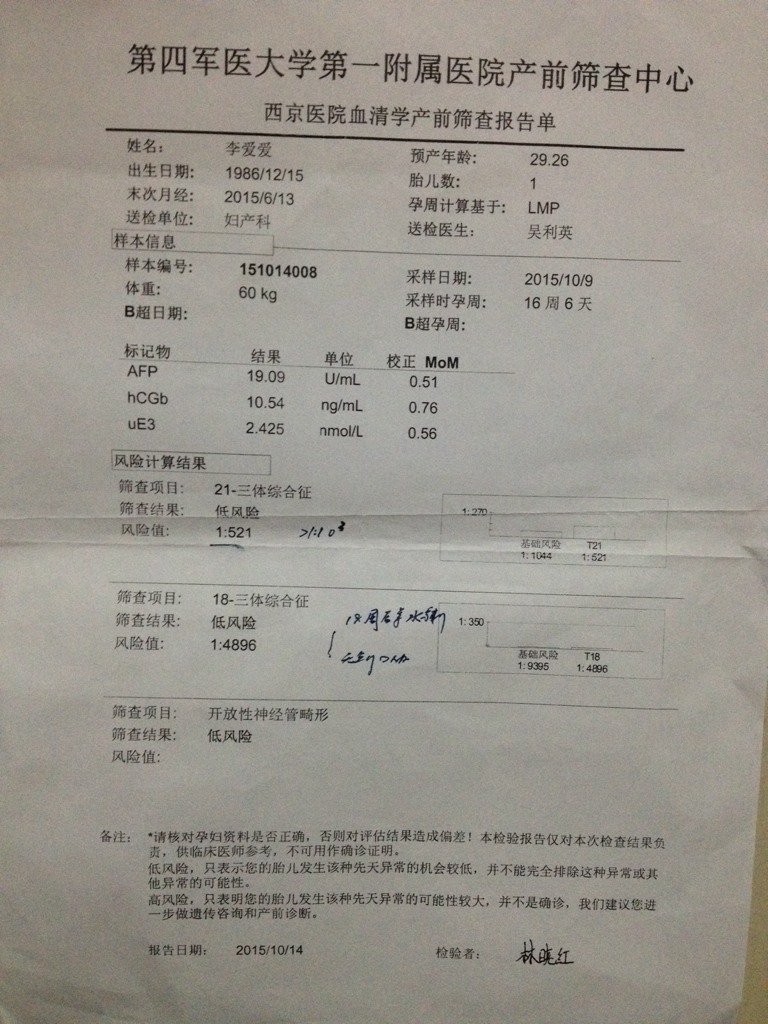 第四军医大学第一附属医院产前筛查中心
西京医院血清学产前筛查报告单
姓名: 李爱爱 预产年龄: 29.26
出生日期: 1986/12/15 胎儿数: 1
末次月经: 2015/6/13 孕周计算基于: LMP
送检单位: 妇产科 送检医生: 吴利英
样本信息
样本编号: 151014008 采样日期: 2015/10/9
体重: 60 kg 采样时孕周: 16 周 6 天
B超日期: B超孕周:
标记物 结果 单位 校正 MoM
AFP 19.09 U/mL 0.51
hCGb 10.54 ng/mL 0.76
uE3 2.425 nmol/L 0.56
风险计算结果
筛查项目: 21-三体综合征
筛查结果: 低风险
风险值: 1:521
1: 270
基础风险 T21
1: 1044 1: 521
筛查项目: 18-三体综合征
筛查结果: 低风险
风险值: 1:4896
1: 350
基础风险 T18
1: 9395 1: 4896
筛查项目: 开放性神经管畸形
筛查结果: 低风险
风险值:
备注: *请核对孕妇资料是否正确，否则对评估结果造成偏差！本检验报告仅对本次检查结果负
责，供临床医师参考，不可用作确诊证明。
低风险，只表示您的胎儿发生该种先天异常的机会较低，并不能完全排除这种异常或其
他异常的可能性。
高风险，只表明您的胎儿发生该种先天异常的可能性较大，并不是确诊，我们建议您进
一步做遗传咨询和产前诊断。
报告日期: 2015/10/14 检验者: 林晓红